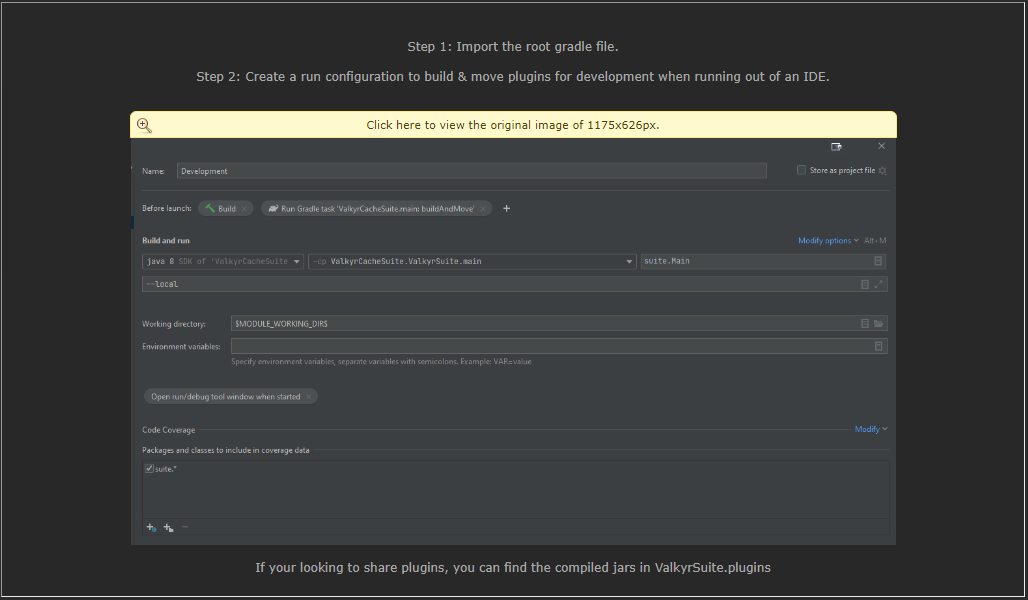 Step 1: Import the root gradle file.
Step 2: Create a run configuration to build & move plugins for development when running out of an IDE.
Click here to view the original image of 1175x626px.
Name: Development Store as project file
Before launch: Build × Run Gradle task 'ValkyrCacheSuite.main: buildAndMove' × +
Build and run Modify options Alt+M
java 8 SDK of 'ValkyrCacheSuite -cp ValkyrCacheSuite.ValkyrSuite.main suite.Main
--local
Working directory: $MODULE_WORKING_DIR$
Environment variables:
Specify environment variables, separate variables with semicolons. Example: VAR=value
Open run/debug tool window when started ×
Code Coverage Modify
Packages and classes to include in coverage data
suite.*
If your looking to share plugins, you can find the compiled jars in ValkyrSuite.plugins